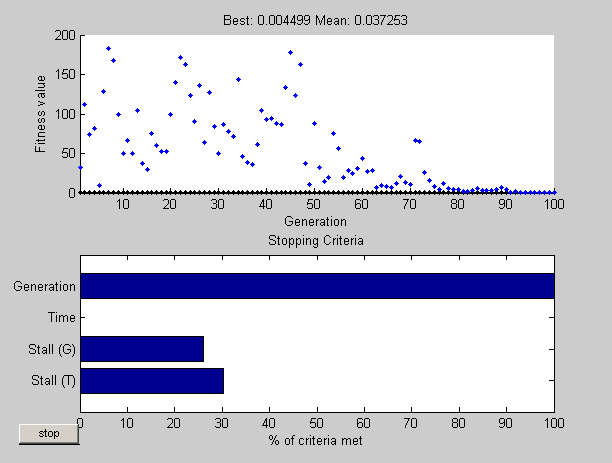 Best: 0.004499 Mean: 0.037253
200
150
100
50
0
Fitness value
10 20 30 40 50 60 70 80 90 100
Generation
Stopping Criteria
Generation
Time
Stall (G)
Stall (T)
0 10 20 30 40 50 60 70 80 90 100
% of criteria met
stop